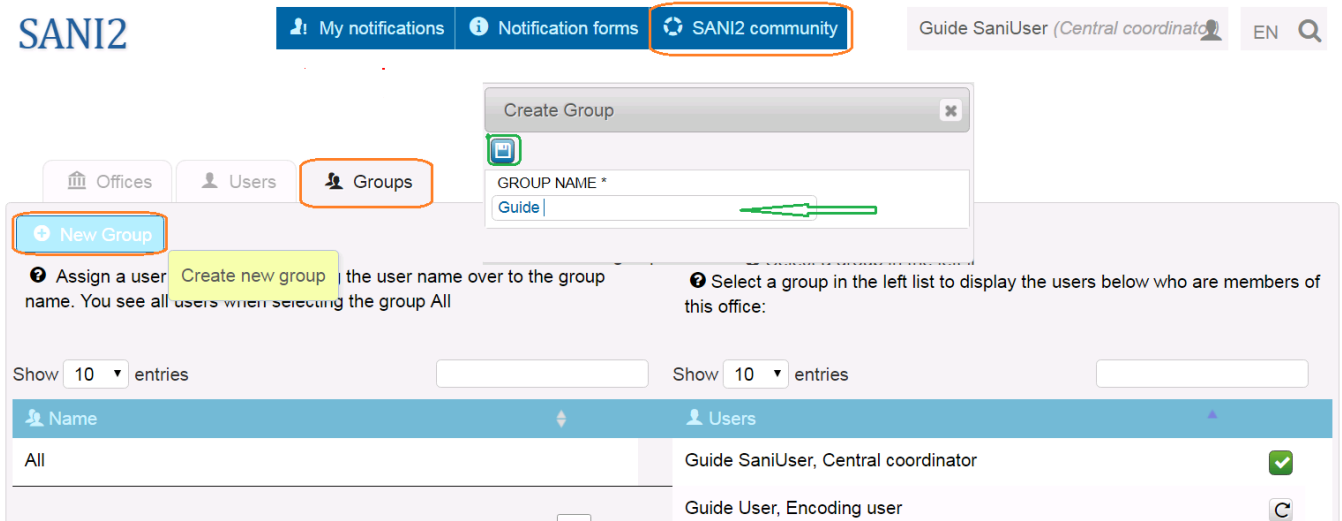 SANI2
My notifications
Notification forms
SANI2 community
Guide SaniUser (Central coordinator)
EN
Create Group
GROUP NAME *
Guide
Offices
Users
Groups
New Group
Create new group
Assign a user the user name over to the group
name. You see all users when selecting the group All
Select a group in the left list to display the users below who are members of
this office:
Show 10 entries
Show 10 entries
Name
Users
All
Guide SaniUser, Central coordinator
Guide User, Encoding user